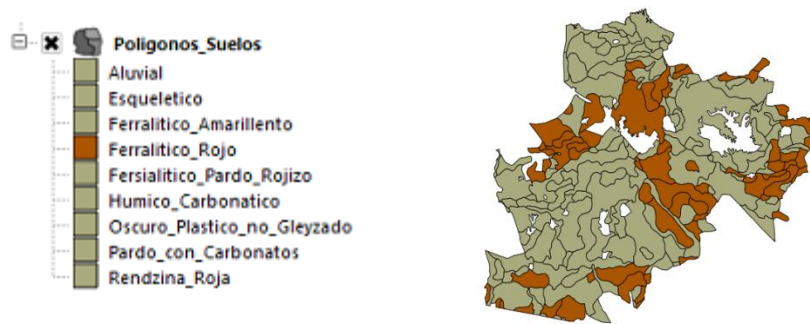 Poligonos_Suelos
Aluvial
Esqueletico
Ferralitico_Amarillento
Ferralitico_Rojo
Fersialitico_Pardo_Rojizo
Humico_Carbonatico
Oscuro_Plastico_no_Gleyzado
Pardo_con_Carbonatos
Rendzina_Roja